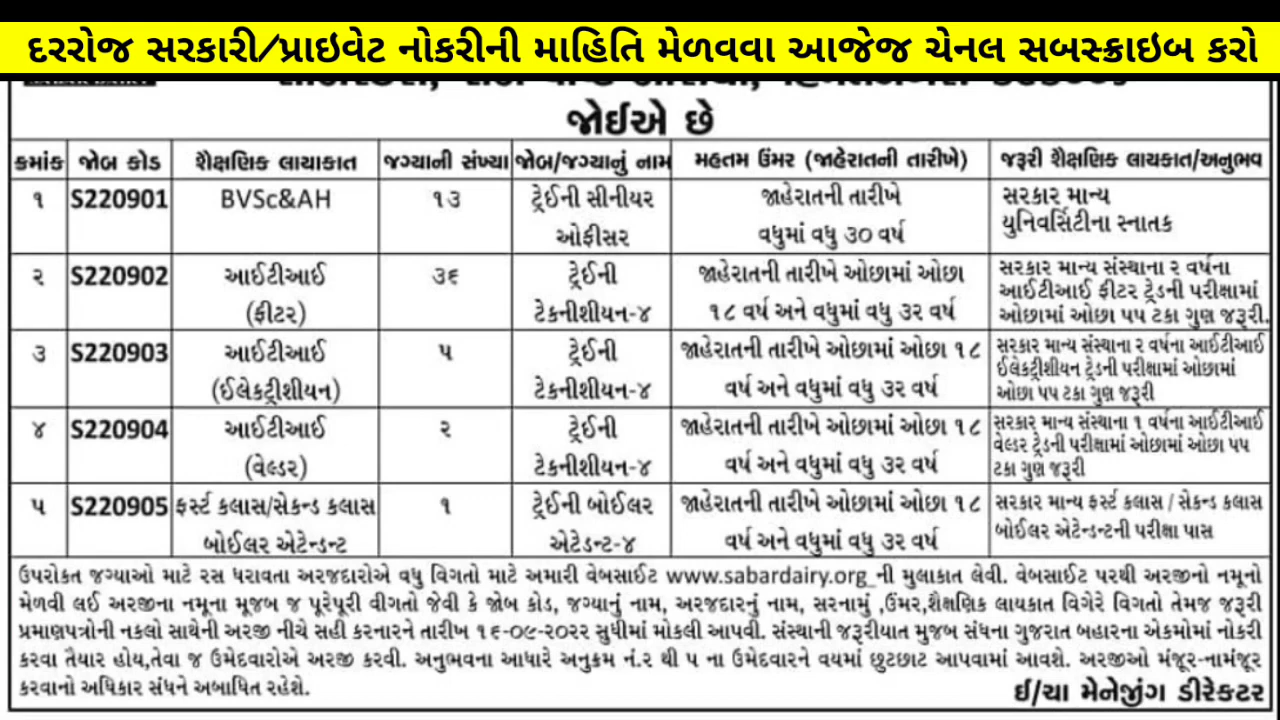 દરરોજ સરકારી/પ્રાઇવેટ નોકરીની માહિતિ મેળવવા આજેજ ચેનલ સબસ્ક્રાઇબ કરો
જોઈએ છે
ક્રમાંક જોબ કોડ શૈક્ષણિક લાયાકાત જગ્યાની સંખ્યા જોબ/જગ્યાનું નામ મહતમ ઉંમર (જાહેરાતની તારીખે) જરૂરી શૈક્ષણિક લાયકાત/અનુભવ
૧ S220901 BVSc&AH ૧૩ ટ્રેઈની સીનીયર ઓફીસર જાહેરાતની તારીખે વધુમાં વધુ ૩૦ વર્ષ સરકાર માન્ય યુનિવર્સિટીના સ્નાતક
૨ S220902 આઈટીઆઈ (ફીટર) ૩૬ ટ્રેઈની ટેકનીશીયન-૪ જાહેરાતની તારીખે ઓછામાં ઓછા ૧૮ વર્ષ અને વધુમાં વધુ ૩૨ વર્ષ સરકાર માન્ય સંસ્થાના ૨ વર્ષના આઈટીઆઈ ફીટર ટ્રેડની પરીક્ષામાં ઓછામાં ઓછા ૫૫ ટકા ગુણ જરૂરી.
૩ S220903 આઈટીઆઈ (ઈલેકટ્રીશીયન) ૫ ટ્રેઈની ટેકનીશીયન-૪ જાહેરાતની તારીખે ઓછામાં ઓછા ૧૮ વર્ષ અને વધુમાં વધુ ૩૨ વર્ષ સરકાર માન્ય સંસ્થાના ૨ વર્ષના આઈટીઆઈ ઈલેકટ્રીશીયન ટ્રેડની પરીક્ષામાં ઓછામાં ઓછા ૫૫ ટકા ગુણ જરૂરી
૪ S220904 આઈટીઆઈ (વેલ્ડર) ૨ ટ્રેઈની ટેકનીશીયન-૪ જાહેરાતની તારીખે ઓછામાં ઓછા ૧૮ વર્ષ અને વધુમાં વધુ ૩૨ વર્ષ સરકાર માન્ય સંસ્થાના ૧ વર્ષના આઈટીઆઈ વેલ્ડર ટ્રેડની પરીક્ષામાં ઓછામાં ઓછા ૫૫ ટકા ગુણ જરૂરી
૫ S220905 ફર્સ્ટ કલાસ/સેકન્ડ કલાસ બોઈલર એટેન્ડન્ટ ૧ ટ્રેઈની બોઈલર એટેડન્ટ-૪ જાહેરાતની તારીખે ઓછામાં ઓછા ૧૮ વર્ષ અને વધુમાં વધુ ૩૨ વર્ષ સરકાર માન્ય ફર્સ્ટ કલાસ / સેકન્ડ કલાસ બોઈલર એટેન્ડન્ટની પરીક્ષા પાસ
ઉપરોકત જગ્યાઓ માટે રસ ધરાવતા અરજદારોએ વધુ વિગતો માટે અમારી વેબસાઈટ www.sabardairy.org ની મુલાકાત લેવી. વેબસાઈટ પરથી અરજીનો નમૂનો
મેળવી લઈ અરજીના નમૂના મૂજબ જ પૂરેપૂરી વીગતો જેવી કે જોબ કોડ, જગ્યાનું નામ, અરજદારનું નામ, સરનામું ,ઉંમર,શૈક્ષણિક લાયકાત વિગેરે વિગતો તેમજ જરૂરી
પ્રમાણપત્રોની નકલો સાથેની અરજી નીચે સહી કરનારને તારીખ ૧૬-૦૯-૨૦૨૨ સુધીમાં મોકલી આપવી. સંસ્થાની જરૂરીયાત મુજબ સંઘના ગુજરાત બહારના એકમોમાં નોકરી
કરવા તૈયાર હોય,તેવા જ ઉમેદવારોએ અરજી કરવી. અનુભવના આધારે અનુક્રમ નં.૨ થી ૫ ના ઉમેદવારને વયમાં છુટછાટ આપવામાં આવશે. અરજીઓ મંજૂર-નામંજૂર
કરવાનો અધિકાર સંઘને અબાધિત રહેશે.
ઈ/ચા મેનેજીંગ ડીરેકટર